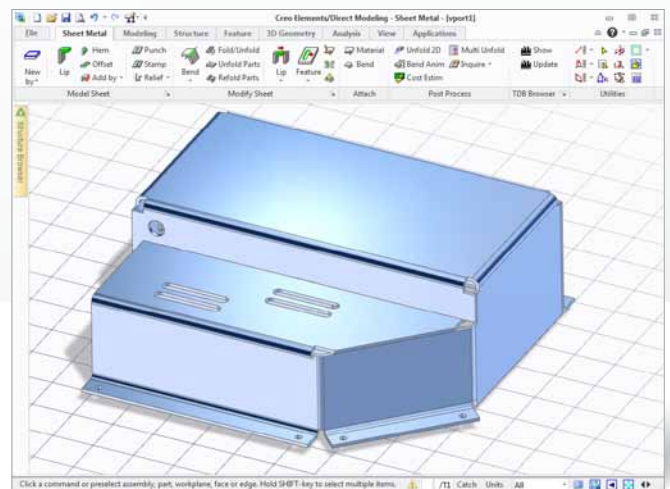 Creo Elements/Direct Modeling - Sheet Metal - [vport1]
File Sheet Metal Modeling Structure Feature 3D Geometry Analysis View Applications
Hem Punch Fold/Unfold Material Unfold 2D Multi Unfold Show
Offset Stamp Unfold Parts Bend Bend Anim Inquire Update
New by Lip Add by Relief Bend Refold Parts Lip Feature Cost Estim
Model Sheet Modify Sheet Attach Post Process TDB Browser Utilities
Structure Browser
Click a command or preselect assembly, part, workplane, face or edge. Hold SHIFT-key to select multiple items. /T1 Catch Units All